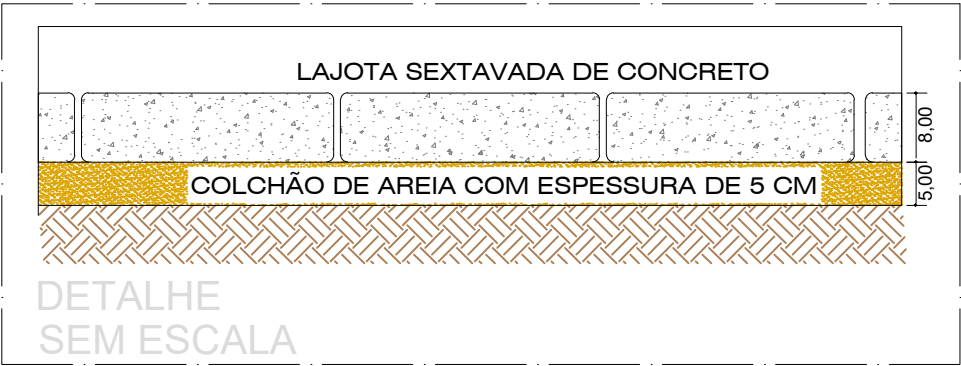 LAJOTA SEXTAVADA DE CONCRETO
8,00
COLCHÃO DE AREIA COM ESPESSURA DE 5 CM
5,00
DETALHE
SEM ESCALA